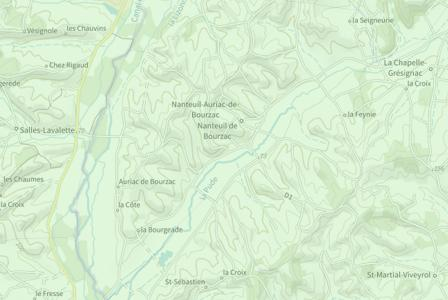 la Seigneurie
Vésignole
les Chauvins
la Lizonne
Chez Rigaud
La Chapelle-
Grésignac
la Croix
Nanteuil-Auriac-de-
Bourzac
Nanteuil de
Bourzac
la Feynie
Salles-Lavalette
les Chaumes
Auriac de Bourzac
la Pude
la Croix
la Côte
D1
la Bourgeade
la Croix
St-Martial-Viveyrol
St-Sébastien
le Fresse